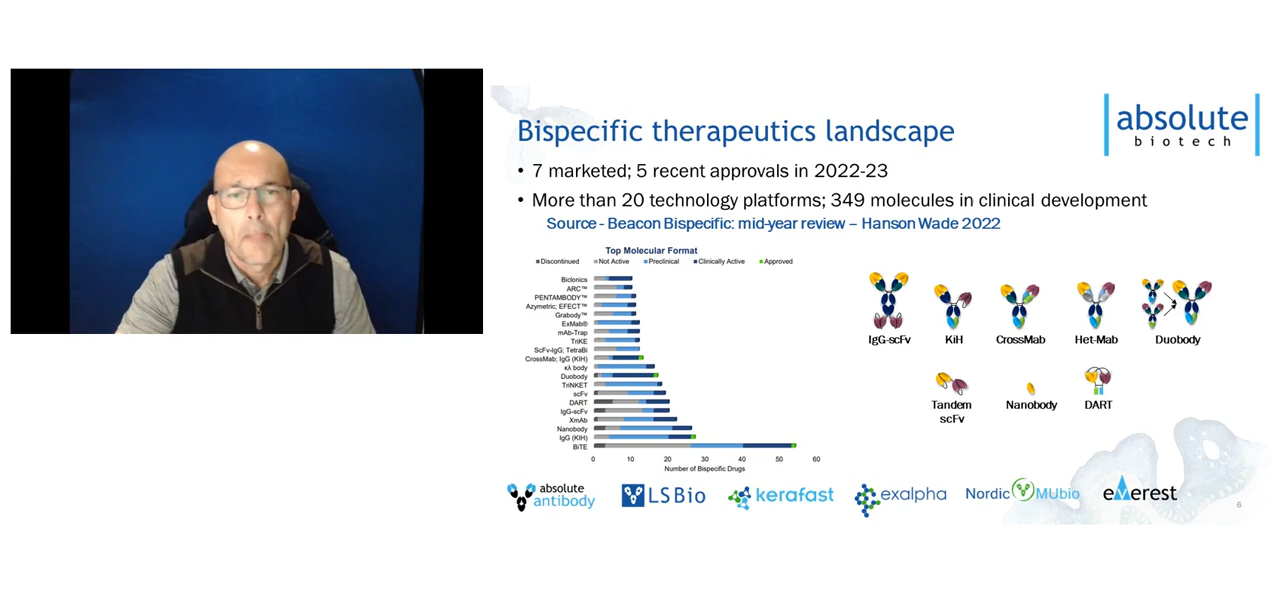 absolute
biotech
Bispecific therapeutics landscape
• 7 marketed; 5 recent approvals in 2022-23
• More than 20 technology platforms; 349 molecules in clinical development
Source - Beacon Bispecific: mid-year review – Hanson Wade 2022
Top Molecular Format
Discontinued Not Active Preclinical Clinically Active Approved
Biclonics
ARC™
PENTAMBODY™
Azymetric; EFECT™
Grabody™
ExMab®
mAb-Trap
TriKE
ScFv-IgG; TetraBi
CrossMab; IgG (KIH)
κλ body
Duobody
TriNKET
scFv
DART
IgG-scFv
XmAb
Nanobody
IgG (KIH)
BiTE
0 10 20 30 40 50 60
Number of Bispecific Drugs
IgG-scFv KiH CrossMab Het-Mab Duobody
Tandem scFv Nanobody DART
absolute antibody LSBio kerafast exalpha Nordic MUbio everest
6